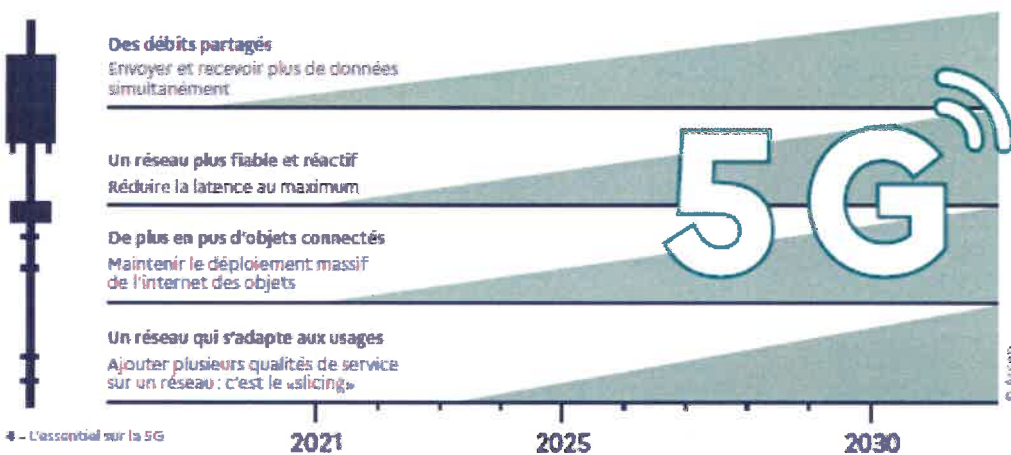 Des débits partagés
Envoyer et recevoir plus de données
simultanément
Un réseau plus fiable et réactif
Réduire la latence au maximum
De plus en pus d'objets connectés
Maintenir le déploiement massif
de l'internet des objets
Un réseau qui s'adapte aux usages
Ajouter plusieurs qualités de service
sur un réseau : c'est le «slicing»
5G
© Arcep
2021
2025
2030
4 - L'essentiel sur la 5G